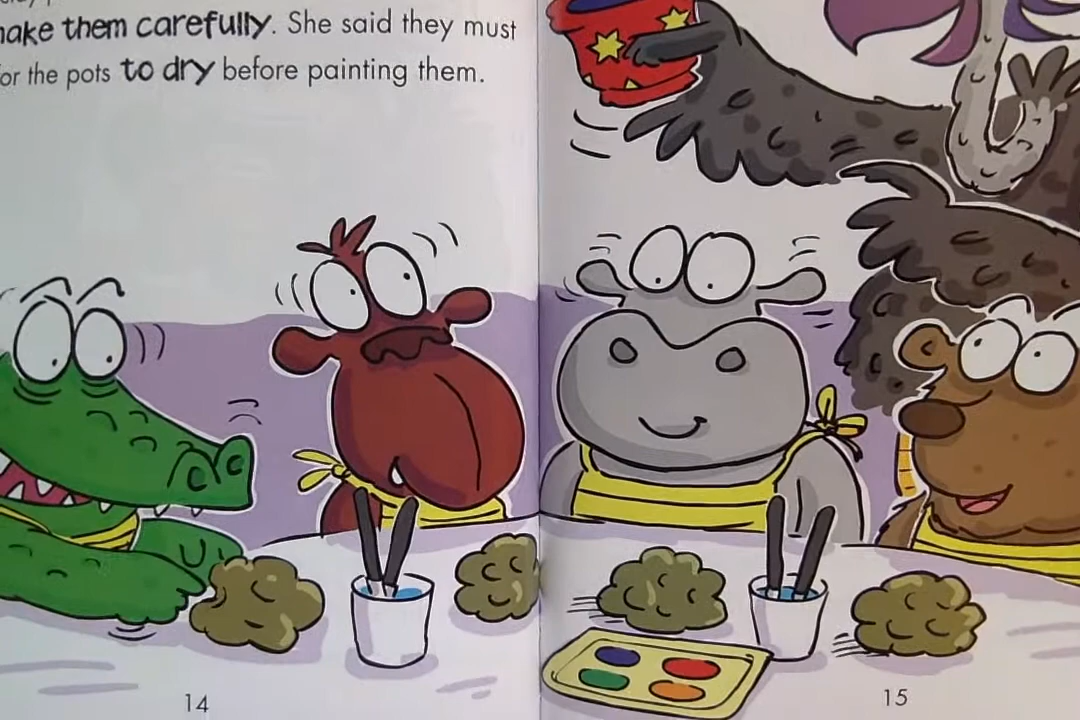 make them carefully. She said they must
for the pots to dry before painting them.
14
15